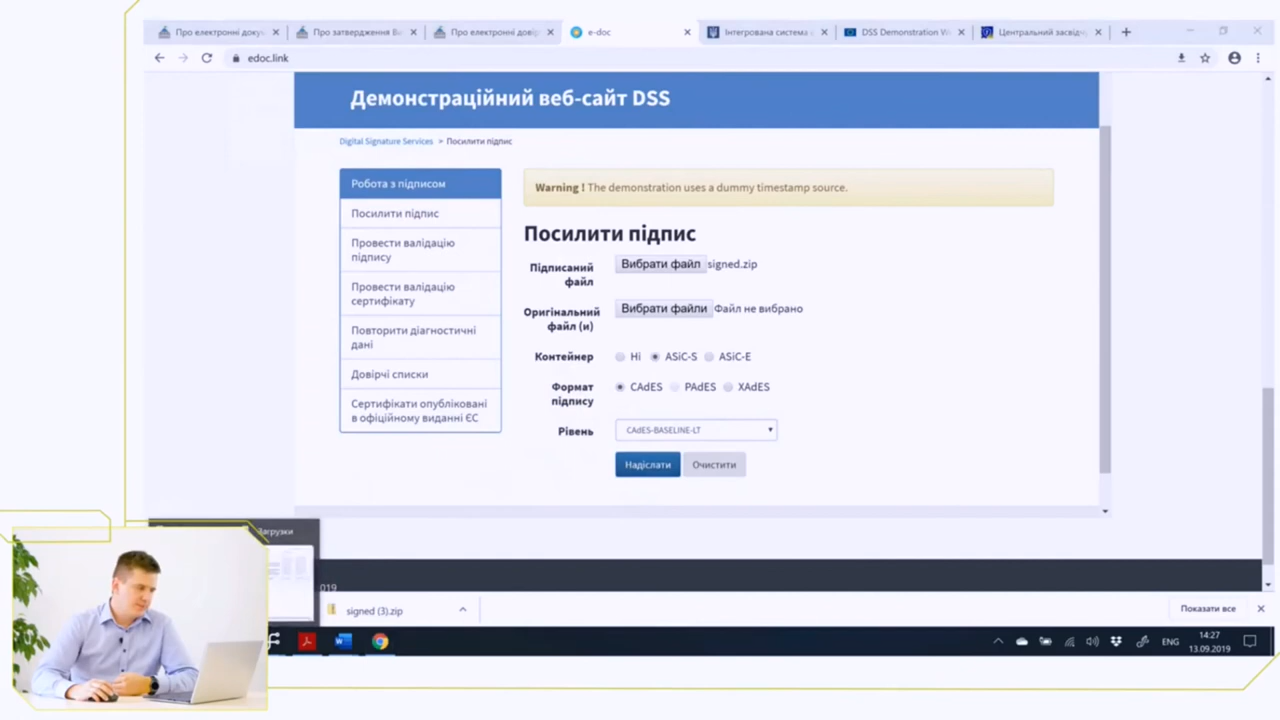 Про електронні доку
Про затвердження Ви
Про електронні довір
e-doc
Інтегрована система
DSS Demonstration W
Центральний засвідчу
edoc.link
Демонстраційний веб-сайт DSS
Digital Signature Services > Посилити підпис
Робота з підписом
Посилити підпис
Провести валідацію
підпису
Провести валідацію
сертифікату
Повторити діагностичні
дані
Довірчі списки
Сертифікати опубліковані
в офіційному виданні ЄС
Warning ! The demonstration uses a dummy timestamp source.
Посилити підпис
Підписаний
файл
Вибрати файл signed.zip
Оригінальний
файл (и)
Вибрати файли Файл не вибрано
Контейнер
Ні ASiC-S ASiC-E
Формат
підпису
CAdES PAdES XAdES
Рівень
CAdES-BASELINE-LT
Надіслати Очистити
Загрузки
019
signed (3).zip
Показати все
ENG
14:27
13.09.2019